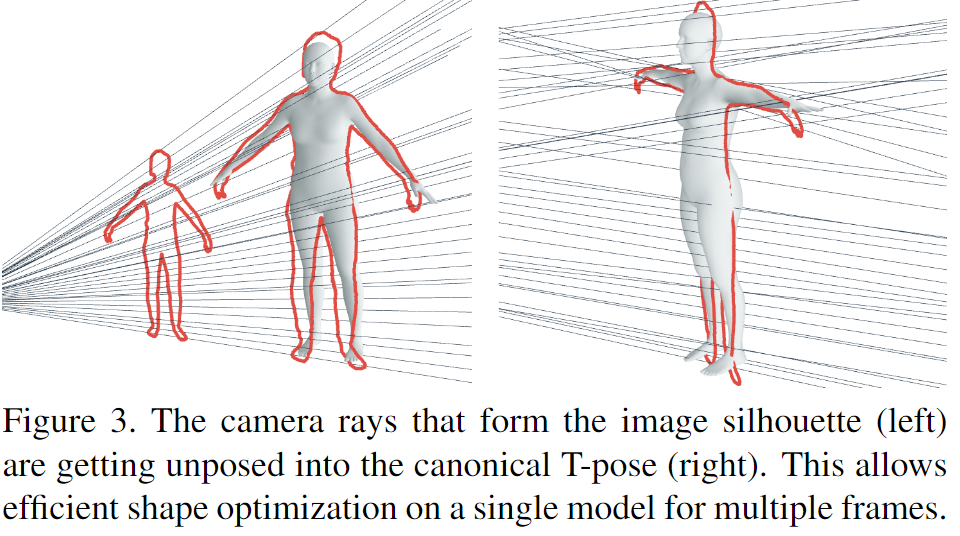 Figure 3. The camera rays that form the image silhouette (left)
are getting unposed into the canonical T-pose (right). This allows
efficient shape optimization on a single model for multiple frames.